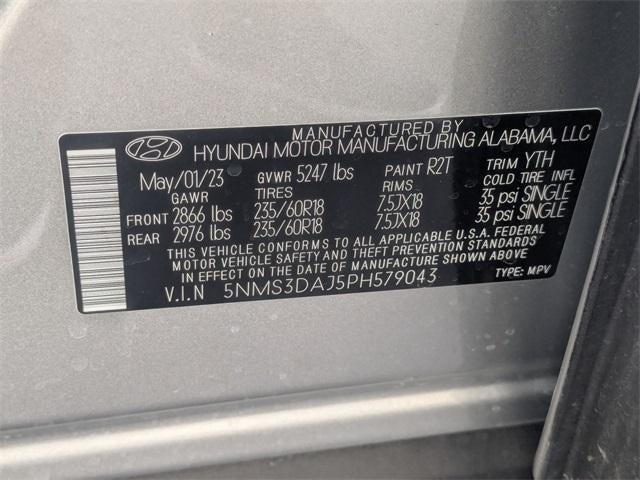 MANUFACTURED BY
HYUNDAI MOTOR MANUFACTURING ALABAMA, LLC
May/01/23 GVWR 5247 lbs PAINT R2T TRIM YTH
GAWR TIRES RIMS COLD TIRE INFL
FRONT 2866 lbs 235/60R18 7.5JX18 35 psi SINGLE
REAR 2976 lbs 235/60R18 7.5JX18 35 psi SINGLE
THIS VEHICLE CONFORMS TO ALL APPLICABLE U.S.A. FEDERAL
MOTOR VEHICLE SAFETY AND THEFT PREVENTION STANDARDS
IN EFFECT ON THE DATE OF MANUFACTURE SHOWN ABOVE
V.I.N 5NMS3DAJ5PH579043 TYPE: MPV